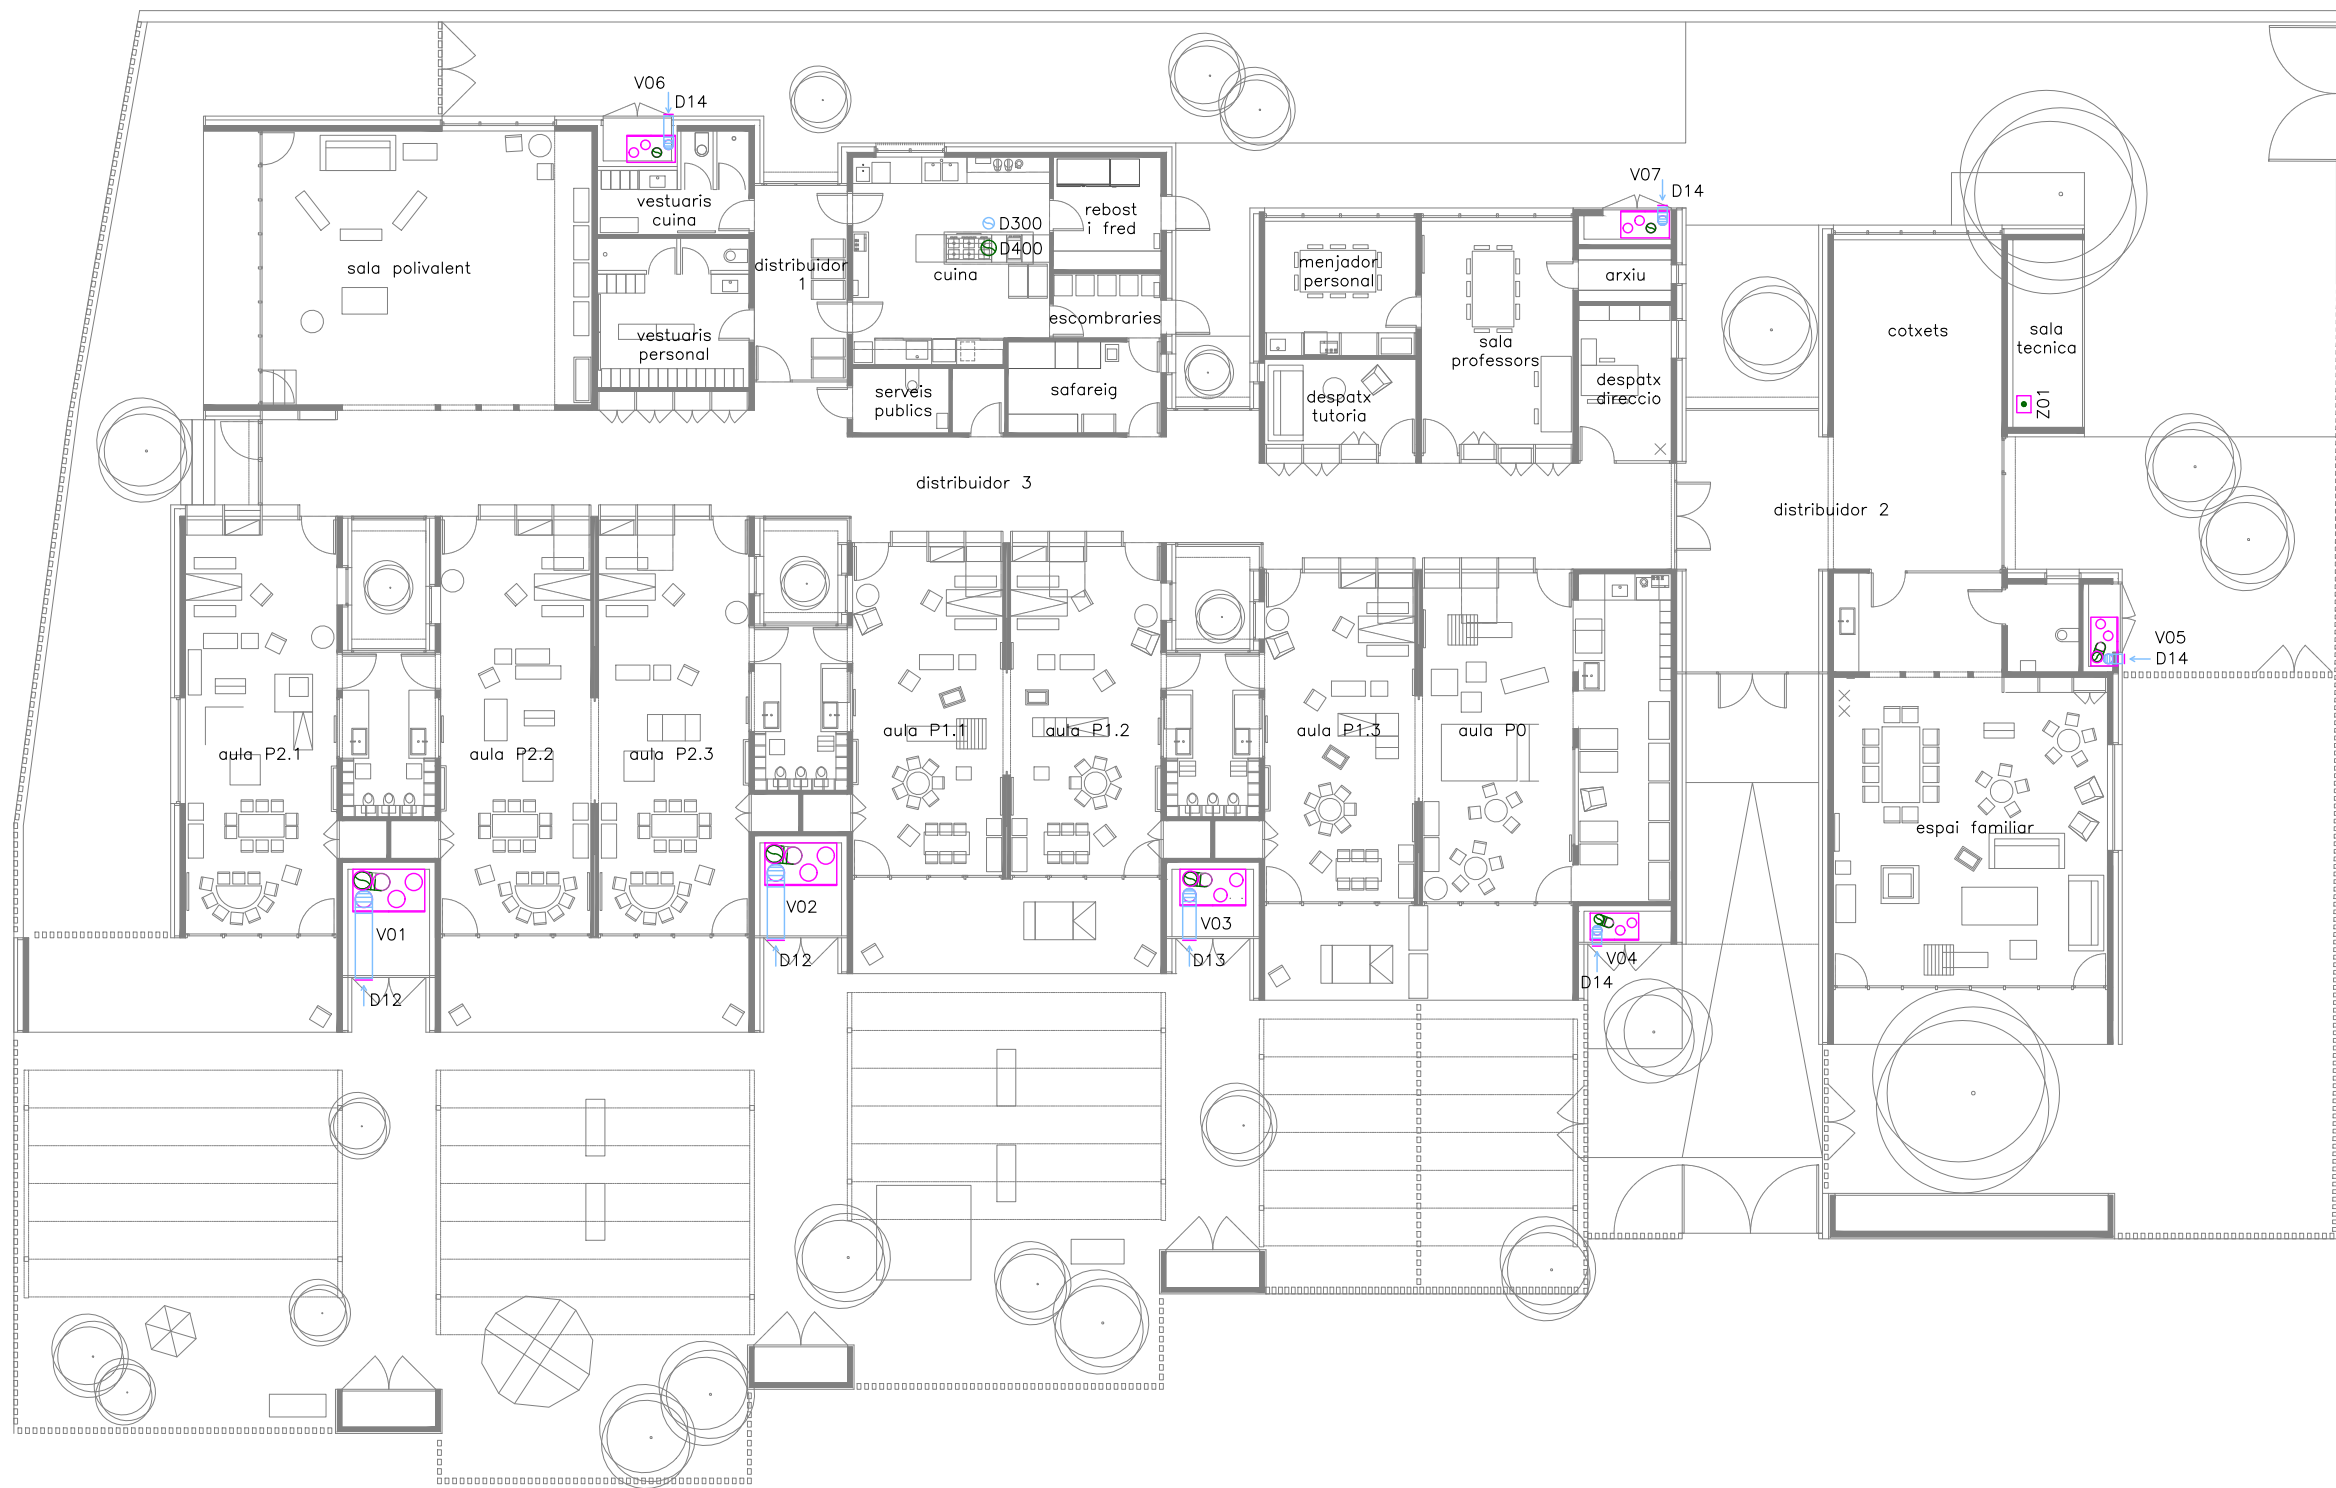 V06
D14
vestuaris
cuina
sala polivalent
distribuidor
1
vestuaris
personal
D300
D400
cuina
rebost
i fred
escombraries
serveis
publics
safareig
V07
D14
menjador
personal
arxiu
sala
professors
despatx
tutoria
despatx
direccio
cotxets
sala
tecnica
Z01
distribuidor 3
distribuidor 2
V05
D14
aula P2.1
aula P2.2
aula P2.3
aula P1.1
aula P1.2
aula P1.3
aula P0
espai familiar
V01
D12
V02
D12
V03
D13
V04
D14